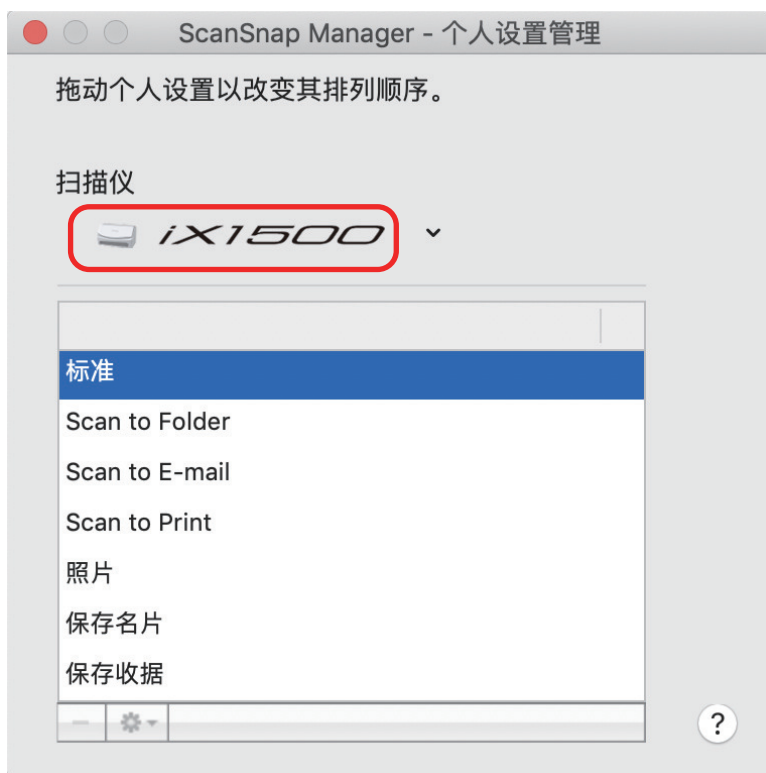 ScanSnap Manager - 个人设置管理
拖动个人设置以改变其排列顺序。
扫描仪
iX1500
标准
Scan to Folder
Scan to E-mail
Scan to Print
照片
保存名片
保存收据
?